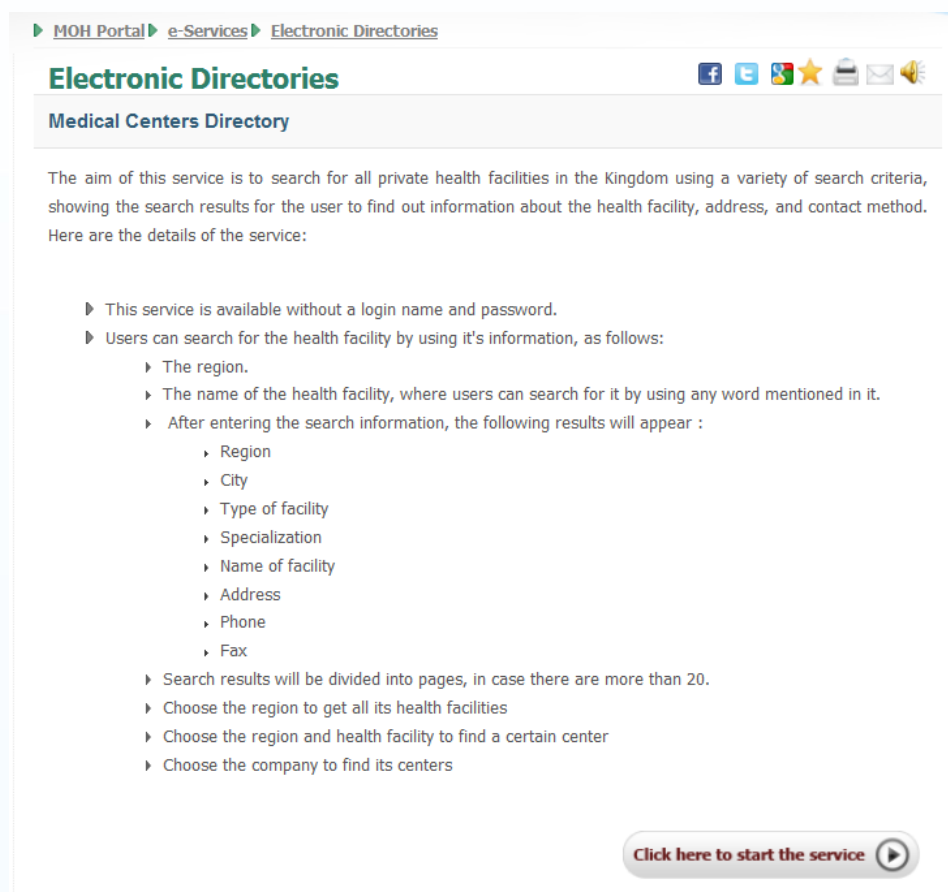 MOH Portal e-Services Electronic Directories
Electronic Directories
Medical Centers Directory
The aim of this service is to search for all private health facilities in the Kingdom using a variety of search criteria,
showing the search results for the user to find out information about the health facility, address, and contact method.
Here are the details of the service:
This service is available without a login name and password.
Users can search for the health facility by using it's information, as follows:
The region.
The name of the health facility, where users can search for it by using any word mentioned in it.
After entering the search information, the following results will appear :
Region
City
Type of facility
Specialization
Name of facility
Address
Phone
Fax
Search results will be divided into pages, in case there are more than 20.
Choose the region to get all its health facilities
Choose the region and health facility to find a certain center
Choose the company to find its centers
Click here to start the service